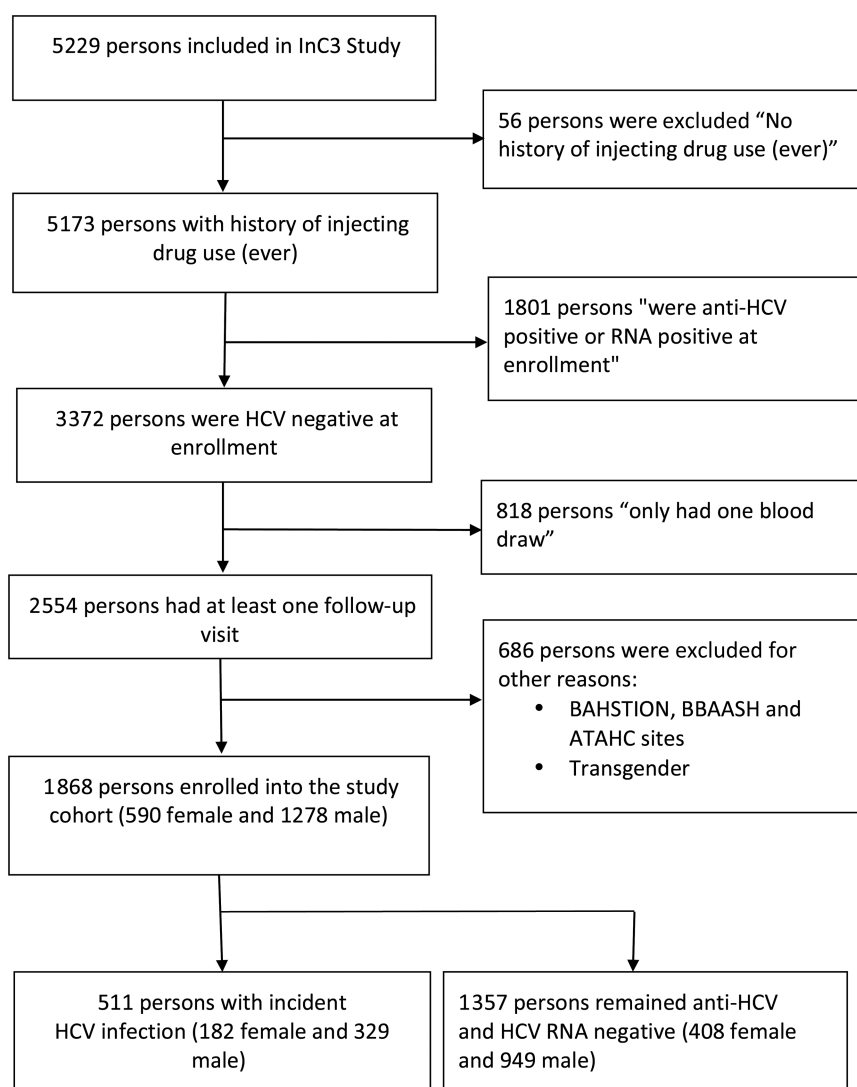 5229 persons included in InC3 Study
56 persons were excluded “No
history of injecting drug use (ever)”
5173 persons with history of injecting
drug use (ever)
1801 persons "were anti-HCV
positive or RNA positive at
enrollment"
3372 persons were HCV negative at
enrollment
818 persons “only had one blood
draw”
2554 persons had at least one follow-up
visit
686 persons were excluded for
other reasons:
• BAHSTION, BBAASH and
ATAHC sites
• Transgender
1868 persons enrolled into the study
cohort (590 female and 1278 male)
511 persons with incident
HCV infection (182 female and 329
male)
1357 persons remained anti-HCV
and HCV RNA negative (408 female
and 949 male)